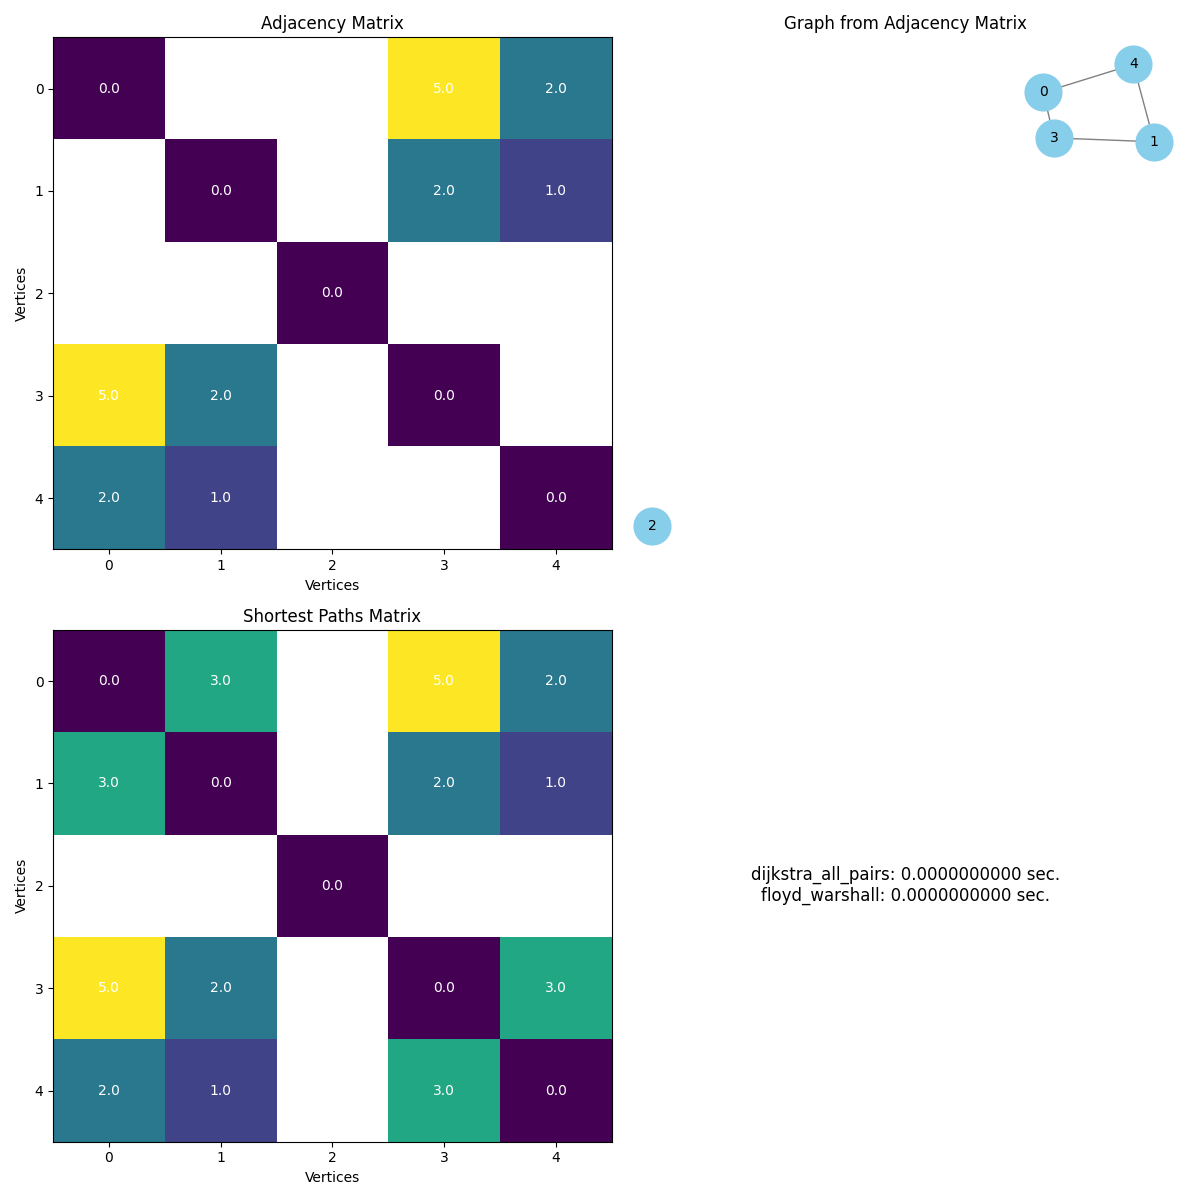 Adjacency Matrix
0 0.0 5.0 2.0
1 0.0 2.0 1.0
2 0.0
3 5.0 2.0 0.0
4 2.0 1.0 0.0
Vertices
0 1 2 3 4
Vertices
Graph from Adjacency Matrix
4
0
3
1
2
Shortest Paths Matrix
0 0.0 3.0 5.0 2.0
1 3.0 0.0 2.0 1.0
2 0.0
3 5.0 2.0 0.0 3.0
4 2.0 1.0 3.0 0.0
Vertices
0 1 2 3 4
Vertices
dijkstra_all_pairs: 0.0000000000 sec.
floyd_warshall: 0.0000000000 sec.